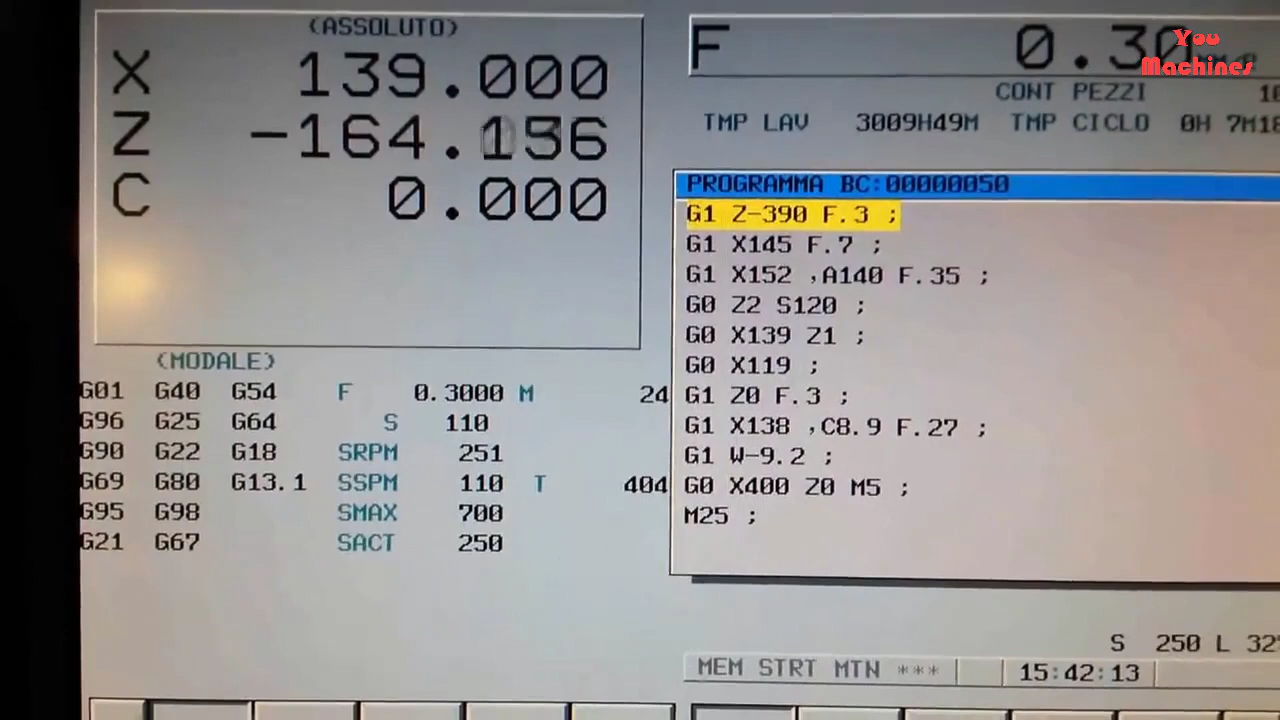 (ASSOLUTO)
X 139.000
Z -164.156
C 0.000
F 0.30
You
Machines
CONT PEZZI
TMP LAV 3009H49M TMP CICLO 0H
PROGRAMMA BC:00000050
G1 Z-390 F.3 ;
G1 X145 F.7 ;
G1 X152 ,A140 F.35 ;
G0 Z2 S120 ;
G0 X139 Z1 ;
G0 X119 ;
G1 Z0 F.3 ;
G1 X138 ,C8.9 F.27 ;
G1 W-9.2 ;
G0 X400 Z0 M5 ;
M25 ;
(MODALE)
G01 G40 G54 F 0.3000 M 24
G96 G25 G64 S 110
G90 G22 G18 SRPM 251
G69 G80 G13.1 SSPM 110 T 404
G95 G98 SMAX 700
G21 G67 SACT 250
S 250 L
MEM STRT MTN *** 15:42:13